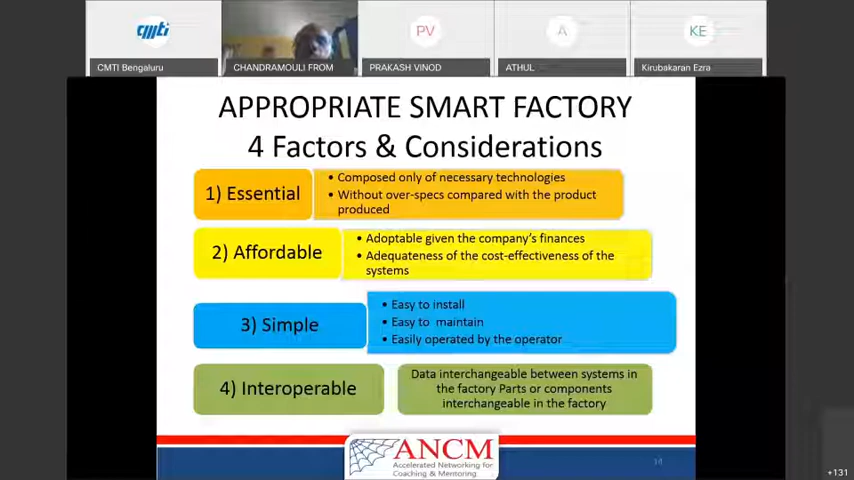 cmti
PV
A
KE
CMTI Bengaluru
CHANDRAMOULI FROM
PRAKASH VINOD
ATHUL
Kirubakaran Ezra
APPROPRIATE SMART FACTORY
4 Factors & Considerations
1) Essential
• Composed only of necessary technologies
• Without over-specs compared with the product
produced
2) Affordable
• Adoptable given the company's finances
• Adequateness of the cost-effectiveness of the
systems
3) Simple
• Easy to install
• Easy to maintain
• Easily operated by the operator
4) Interoperable
Data interchangeable between systems in
the factory Parts or components
interchangeable in the factory
ANCM
Accelerated Networking for
Coaching & Mentoring
+131